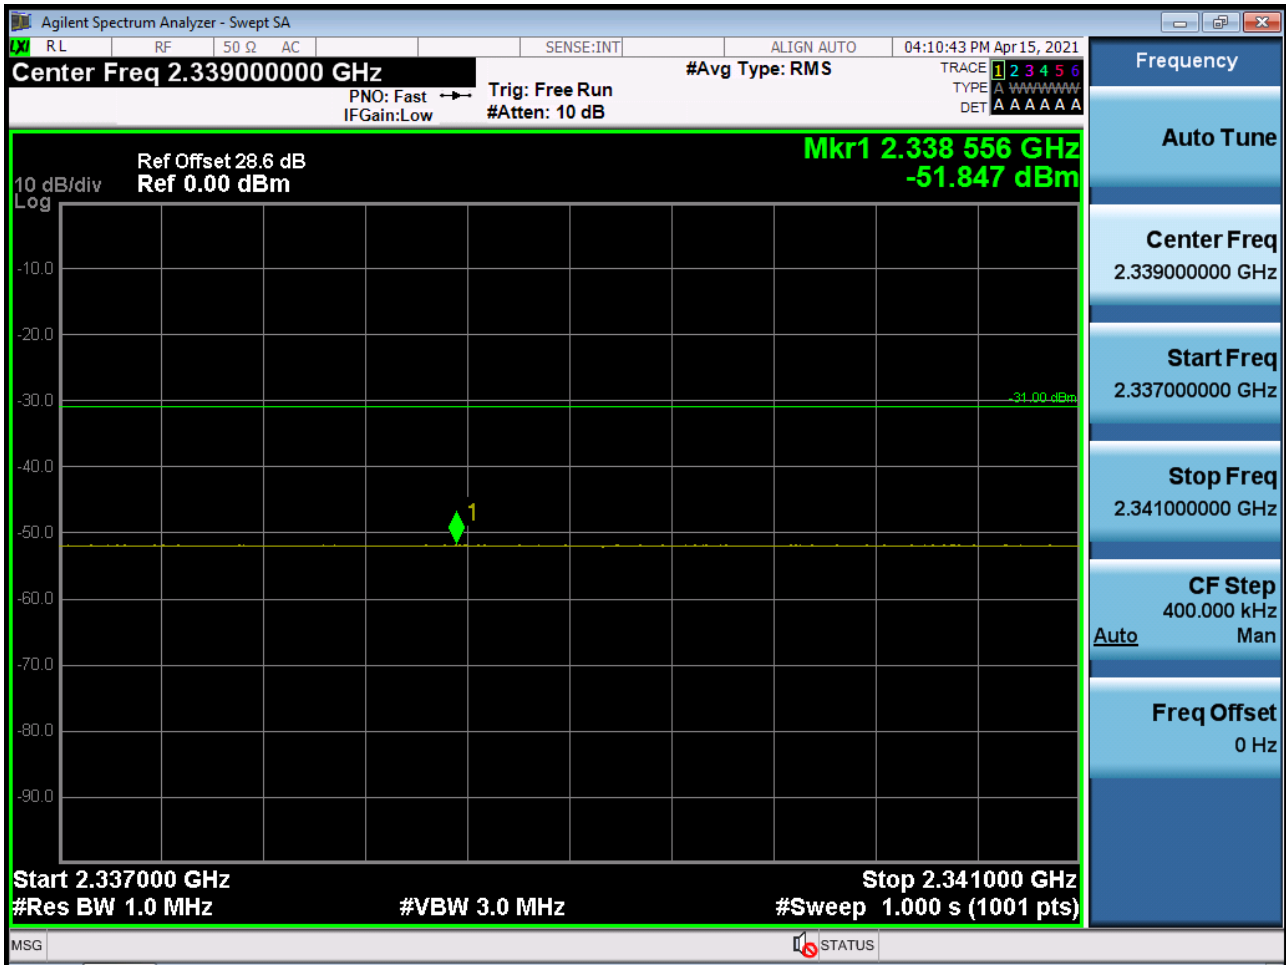 Agilent Spectrum Analyzer - Swept SA
LXI RL RF 50 Ω AC SENSE:INT ALIGN AUTO 04:10:43 PM Apr 15, 2021
Center Freq 2.339000000 GHz
PNO: Fast
IFGain:Low
Trig: Free Run
#Atten: 10 dB
#Avg Type: RMS
TRACE 1 2 3 4 5 6
TYPE A WWWWW
DET A A A A A A
Ref Offset 28.6 dB
10 dB/div Ref 0.00 dBm
Log
Mkr1 2.338 556 GHz
-51.847 dBm
-10.0
-20.0
-30.0
-31.00 dBm
-40.0
1
-50.0
-60.0
-70.0
-80.0
-90.0
Start 2.337000 GHz Stop 2.341000 GHz
#Res BW 1.0 MHz #VBW 3.0 MHz #Sweep 1.000 s (1001 pts)
MSG STATUS
Frequency
Auto Tune
Center Freq
2.339000000 GHz
Start Freq
2.337000000 GHz
Stop Freq
2.341000000 GHz
CF Step
400.000 kHz
Auto Man
Freq Offset
0 Hz